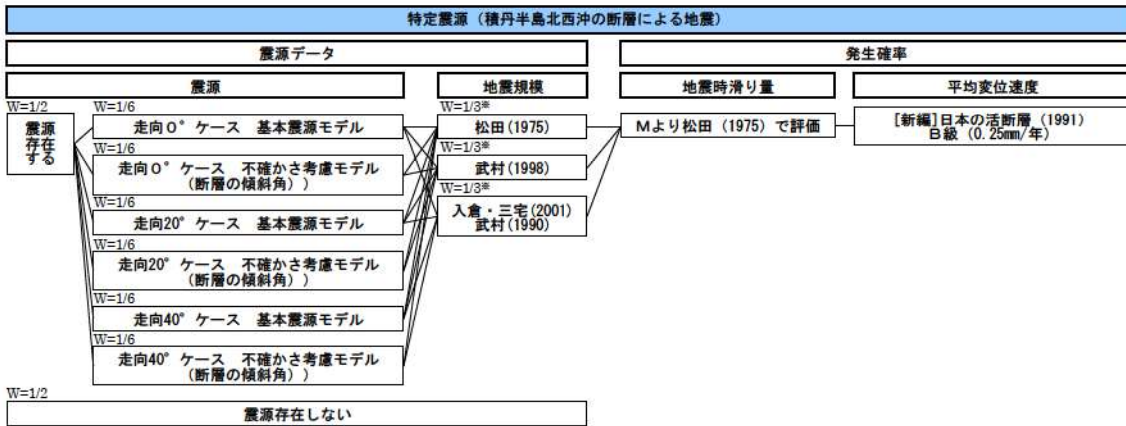 特定震源（積丹半島北西沖の断層による地震）
震源データ
発生確率
震源
地震規模
地震時滑り量
平均変位速度
W=1/2
震源
存在
する
W=1/6
走向０°ケース　基本震源モデル
W=1/6
走向０°ケース　不確かさ考慮モデル
（断層の傾斜角））
W=1/6
走向20°ケース　基本震源モデル
W=1/6
走向20°ケース　不確かさ考慮モデル
（断層の傾斜角））
W=1/6
走向40°ケース　基本震源モデル
W=1/6
走向40°ケース　不確かさ考慮モデル
（断層の傾斜角））
W=1/3※
松田(1975)
W=1/3※
武村(1998)
W=1/3※
入倉・三宅(2001)
武村(1990)
Ｍより松田（1975）で評価
[新編]日本の活断層（1991）
Ｂ級（0.25mm/年）
W=1/2
震源存在しない